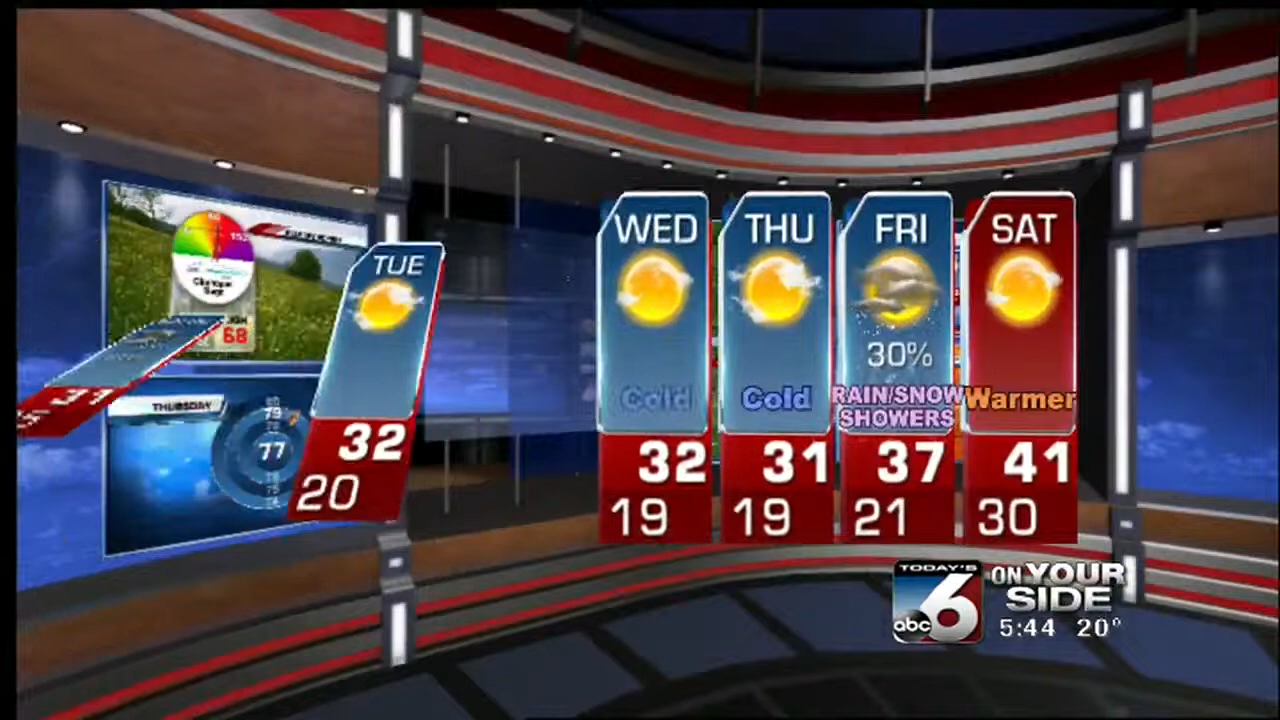 TUE
32
20
WED
Cold
32
19
THU
Cold
31
19
FRI
30%
RAIN/SNOW
SHOWERS
37
21
SAT
Warmer
41
30
68
THURSDAY
79
77
TODAY'S
abc 6
ON YOUR
SIDE
5:44 20°